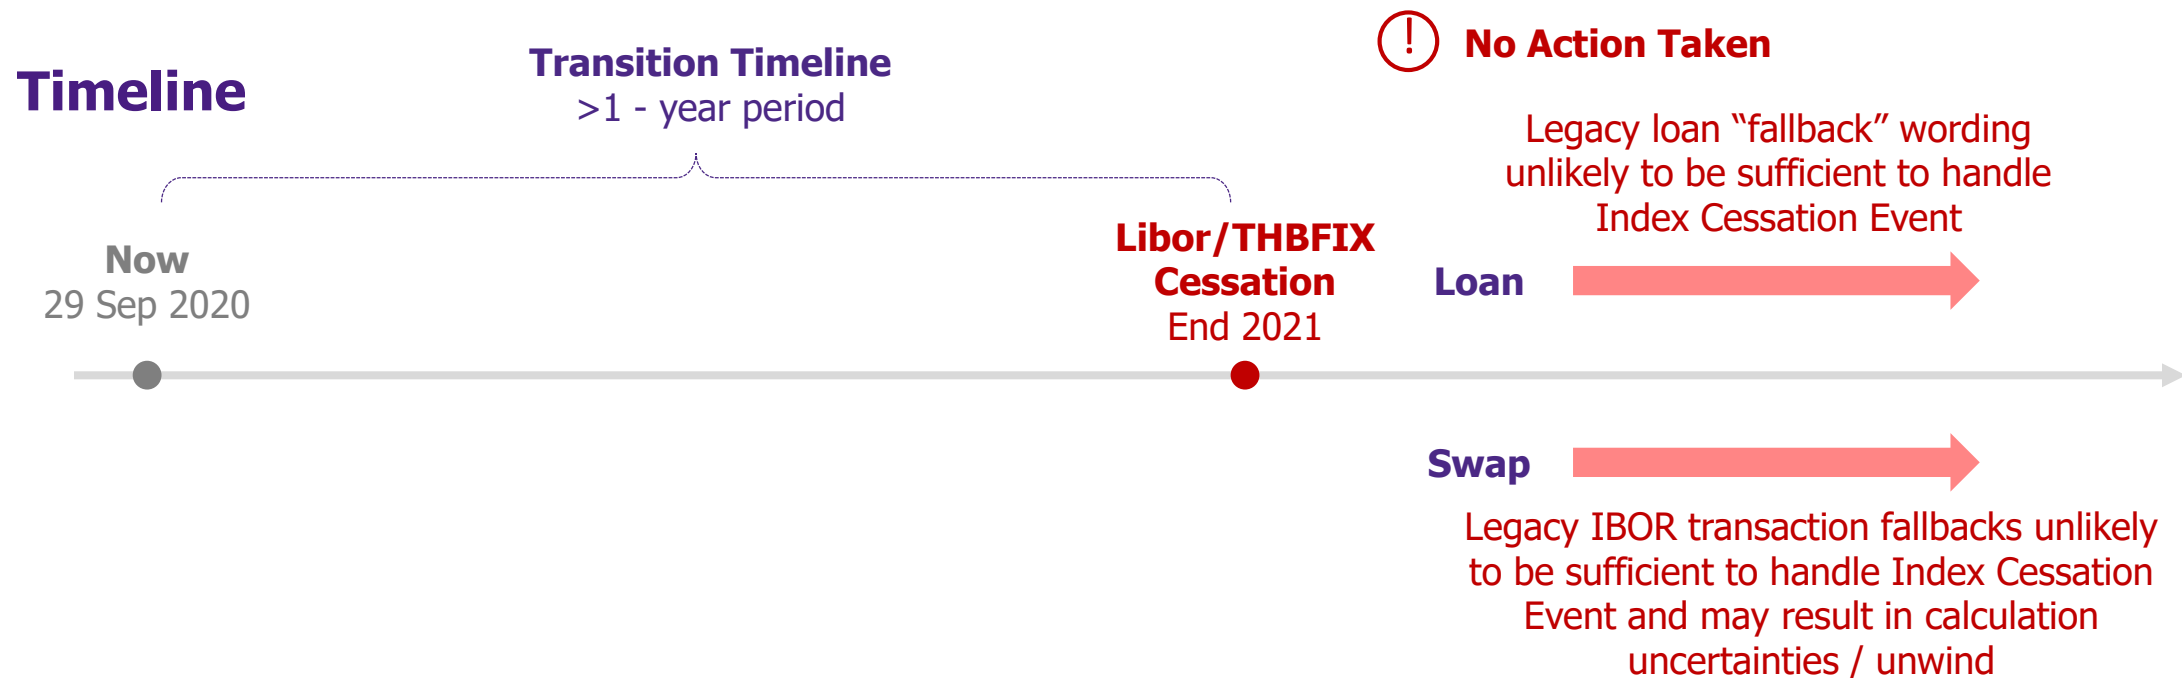 Timeline
Transition Timeline
>1 - year period
Now
29 Sep 2020
Libor/THBFIX
Cessation
End 2021
! No Action Taken
Legacy loan “fallback” wording
unlikely to be sufficient to handle
Index Cessation Event
Loan
Swap
Legacy IBOR transaction fallbacks unlikely
to be sufficient to handle Index Cessation
Event and may result in calculation
uncertainties / unwind